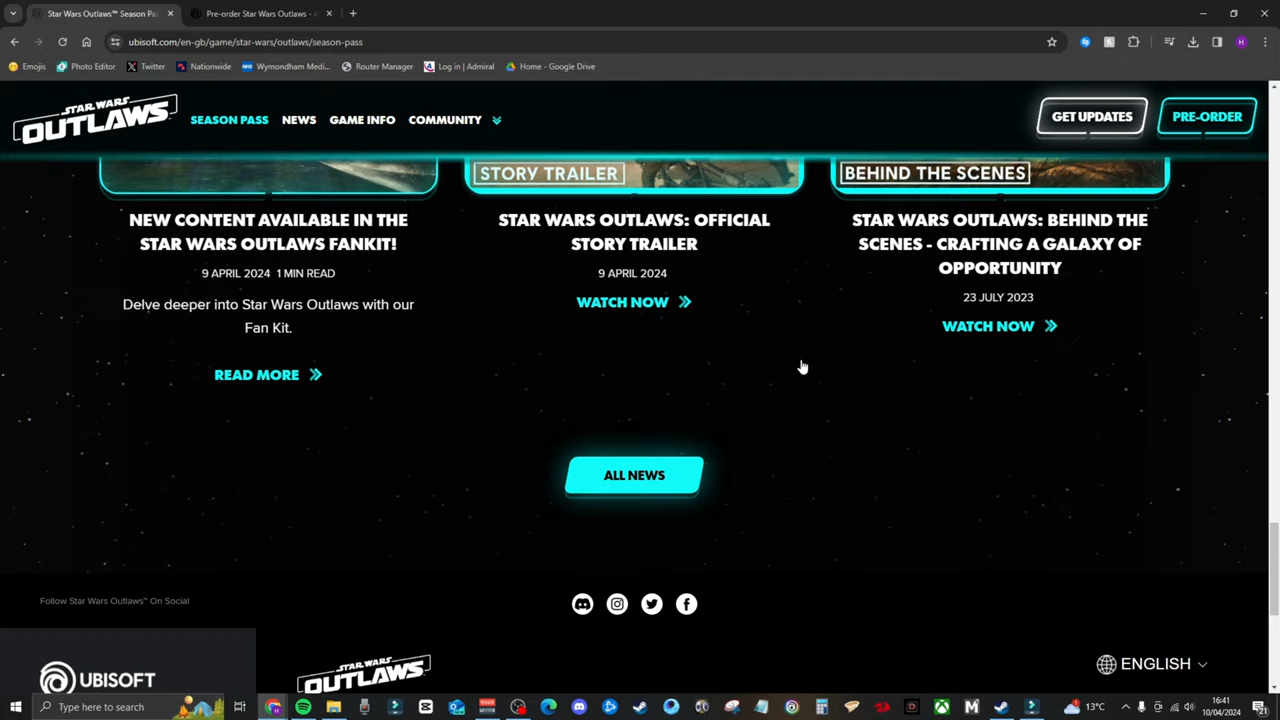 Star Wars Outlaws™ Season Pa
Pre-order Star Wars Outlaws -
ubisoft.com/en-gb/game/star-wars/outlaws/season-pass
Emojis
Photo Editor
Twitter
Nationwide
Wymondham Medi...
Router Manager
Log in | Admiral
Home - Google Drive
STAR WARS
OUTLAWS
SEASON PASS
NEWS
GAME INFO
COMMUNITY
GET UPDATES
PRE-ORDER
STORY TRAILER
BEHIND THE SCENES
NEW CONTENT AVAILABLE IN THE
STAR WARS OUTLAWS FANKIT!
9 APRIL 2024 1 MIN READ
Delve deeper into Star Wars Outlaws with our
Fan Kit.
READ MORE
STAR WARS OUTLAWS: OFFICIAL
STORY TRAILER
9 APRIL 2024
WATCH NOW
STAR WARS OUTLAWS: BEHIND THE
SCENES - CRAFTING A GALAXY OF
OPPORTUNITY
23 JULY 2023
WATCH NOW
ALL NEWS
Follow Star Wars Outlaws™ On Social
UBISOFT
STAR WARS
OUTLAWS
ENGLISH
Type here to search
13°C
16:41
10/04/2024